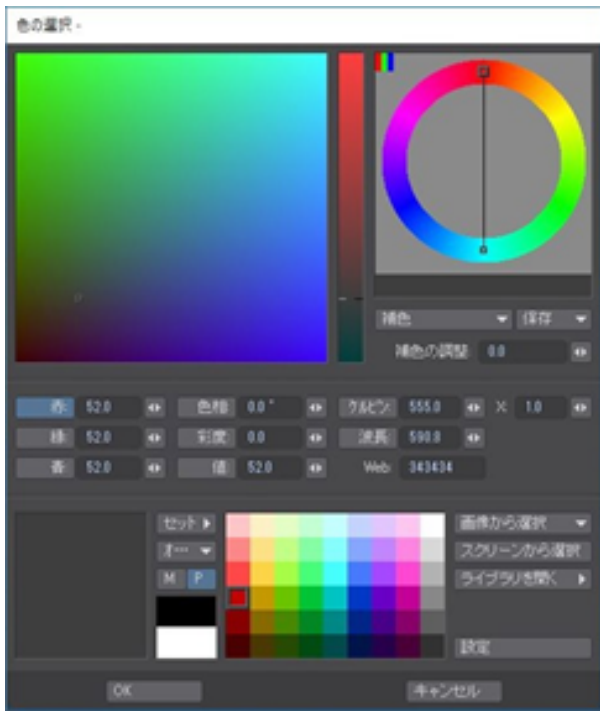 色の選択 -
補色
保存
補色の調整: 0.0
赤: 52.0 色相: 0.0 ° ケルビン: 555.0 X: 1.0
緑: 52.0 彩度: 0.0 波長: 590.8
青: 52.0 値: 52.0 Web: 343434
セット
画像から選択
オ…
スクリーンから選択
M P
ライブラリを開く
設定
OK キャンセル